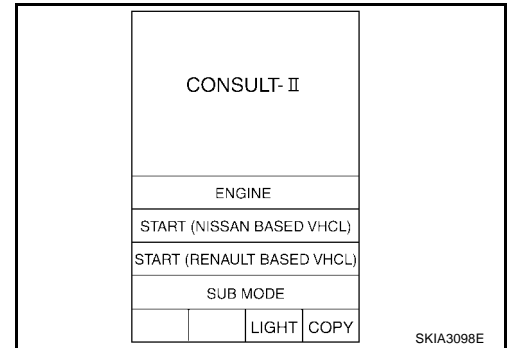 CONSULT-Ⅱ
ENGINE
START (NISSAN BASED VHCL)
START (RENAULT BASED VHCL)
SUB MODE
LIGHT COPY
SKIA3098E